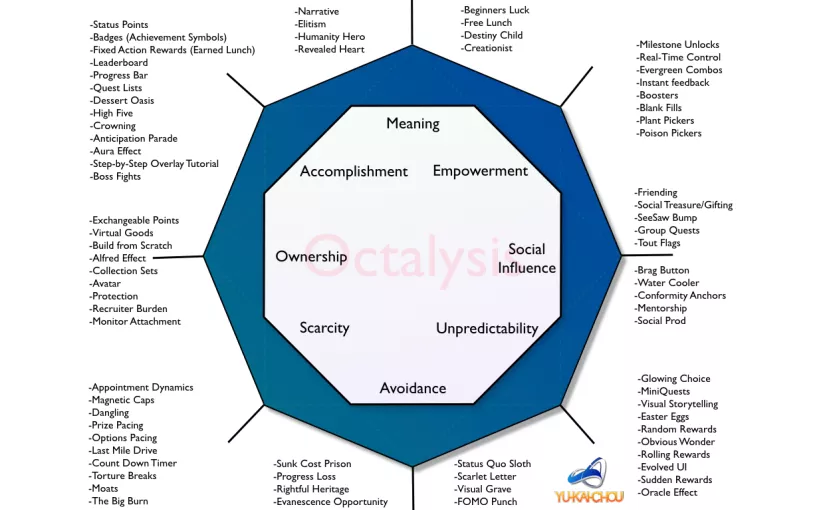 -Narrative
-Elitism
-Humanity Hero
-Revealed Heart
-Beginners Luck
-Free Lunch
-Destiny Child
-Creationist
-Status Points
-Badges (Achievement Symbols)
-Fixed Action Rewards (Earned Lunch)
-Leaderboard
-Progress Bar
-Quest Lists
-Dessert Oasis
-High Five
-Crowning
-Anticipation Parade
-Aura Effect
-Step-by-Step Overlay Tutorial
-Boss Fights
-Milestone Unlocks
-Real-Time Control
-Evergreen Combos
-Instant feedback
-Boosters
-Blank Fills
-Plant Pickers
-Poison Pickers
Meaning
Accomplishment
Empowerment
-Exchangeable Points
-Virtual Goods
-Build from Scratch
-Alfred Effect
-Collection Sets
-Avatar
-Protection
-Recruiter Burden
-Monitor Attachment
Ownership
Octalysis
Social
Influence
-Friending
-Social Treasure/Gifting
-SeeSaw Bump
-Group Quests
-Tout Flags
-Brag Button
-Water Cooler
-Conformity Anchors
-Mentorship
-Social Prod
Scarcity
Unpredictability
Avoidance
-Appointment Dynamics
-Magnetic Caps
-Dangling
-Prize Pacing
-Options Pacing
-Last Mile Drive
-Count Down Timer
-Torture Breaks
-Moats
-The Big Burn
-Sunk Cost Prison
-Progress Loss
-Rightful Heritage
-Evanescence Opportunity
-Status Quo Sloth
-Scarlet Letter
-Visual Grave
-FOMO Punch
YU-KAI-CHOU
-Glowing Choice
-MiniQuests
-Visual Storytelling
-Easter Eggs
-Random Rewards
-Obvious Wonder
-Rolling Rewards
-Evolved UI
-Sudden Rewards
-Oracle Effect